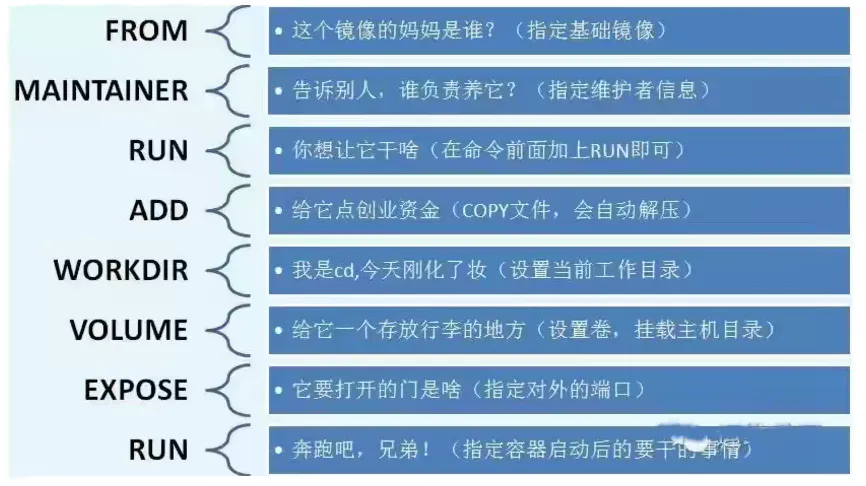 FROM
• 这个镜像的妈妈是谁？（指定基础镜像）
MAINTAINER
• 告诉别人，谁负责养它？（指定维护者信息）
RUN
• 你想让它干啥（在命令前面加上RUN即可）
ADD
• 给它点创业资金（COPY文件，会自动解压）
WORKDIR
• 我是cd,今天刚化了妆（设置当前工作目录）
VOLUME
• 给它一个存放行李的地方（设置卷，挂载主机目录）
EXPOSE
• 它要打开的门是啥（指定对外的端口）
RUN
• 奔跑吧，兄弟！（指定容器启动后的要干的事情）